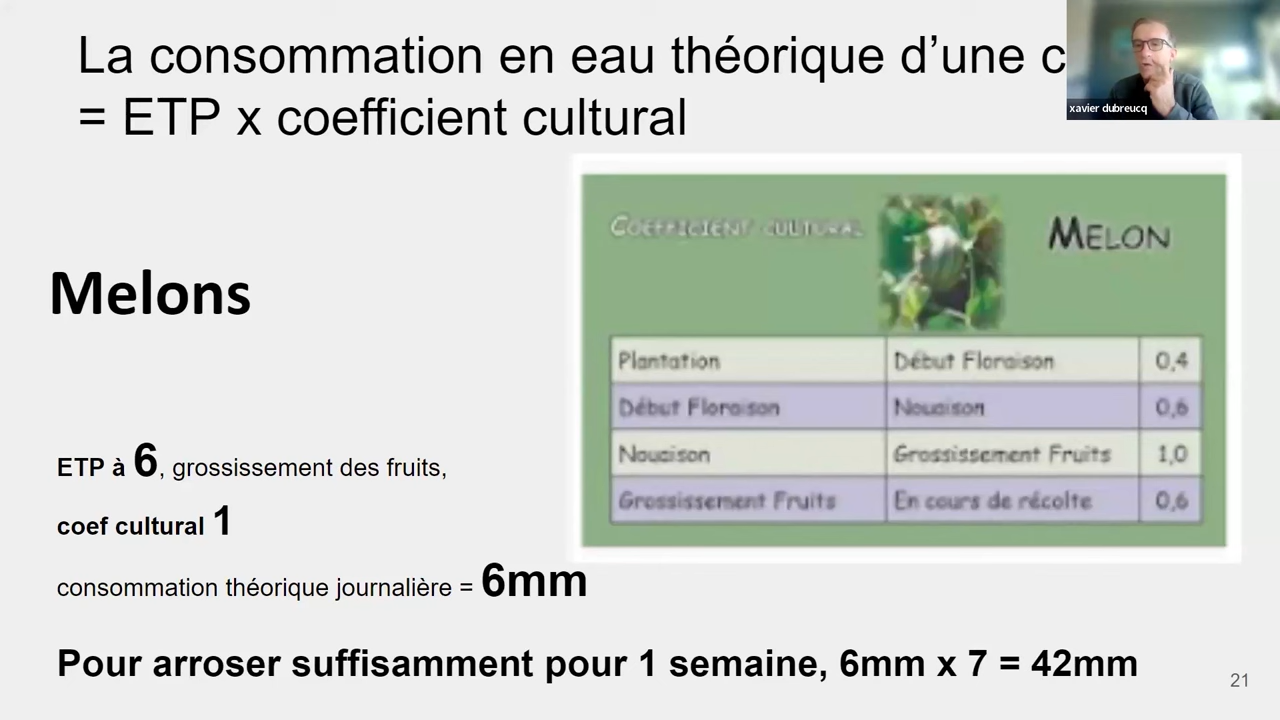 La consommation en eau théorique d’une c
= ETP x coefficient cultural
xavier dubreucq
COEFFICIENT CULTURAL
MELON
Melons
Plantation Début Floraison 0,4
Début Floraison Nouaison 0,6
Nouaison Grossissement Fruits 1,0
Grossissement Fruits En cours de récolte 0,6
ETP à 6, grossissement des fruits,
coef cultural 1
consommation théorique journalière = 6mm
Pour arroser suffisamment pour 1 semaine, 6mm x 7 = 42mm
21